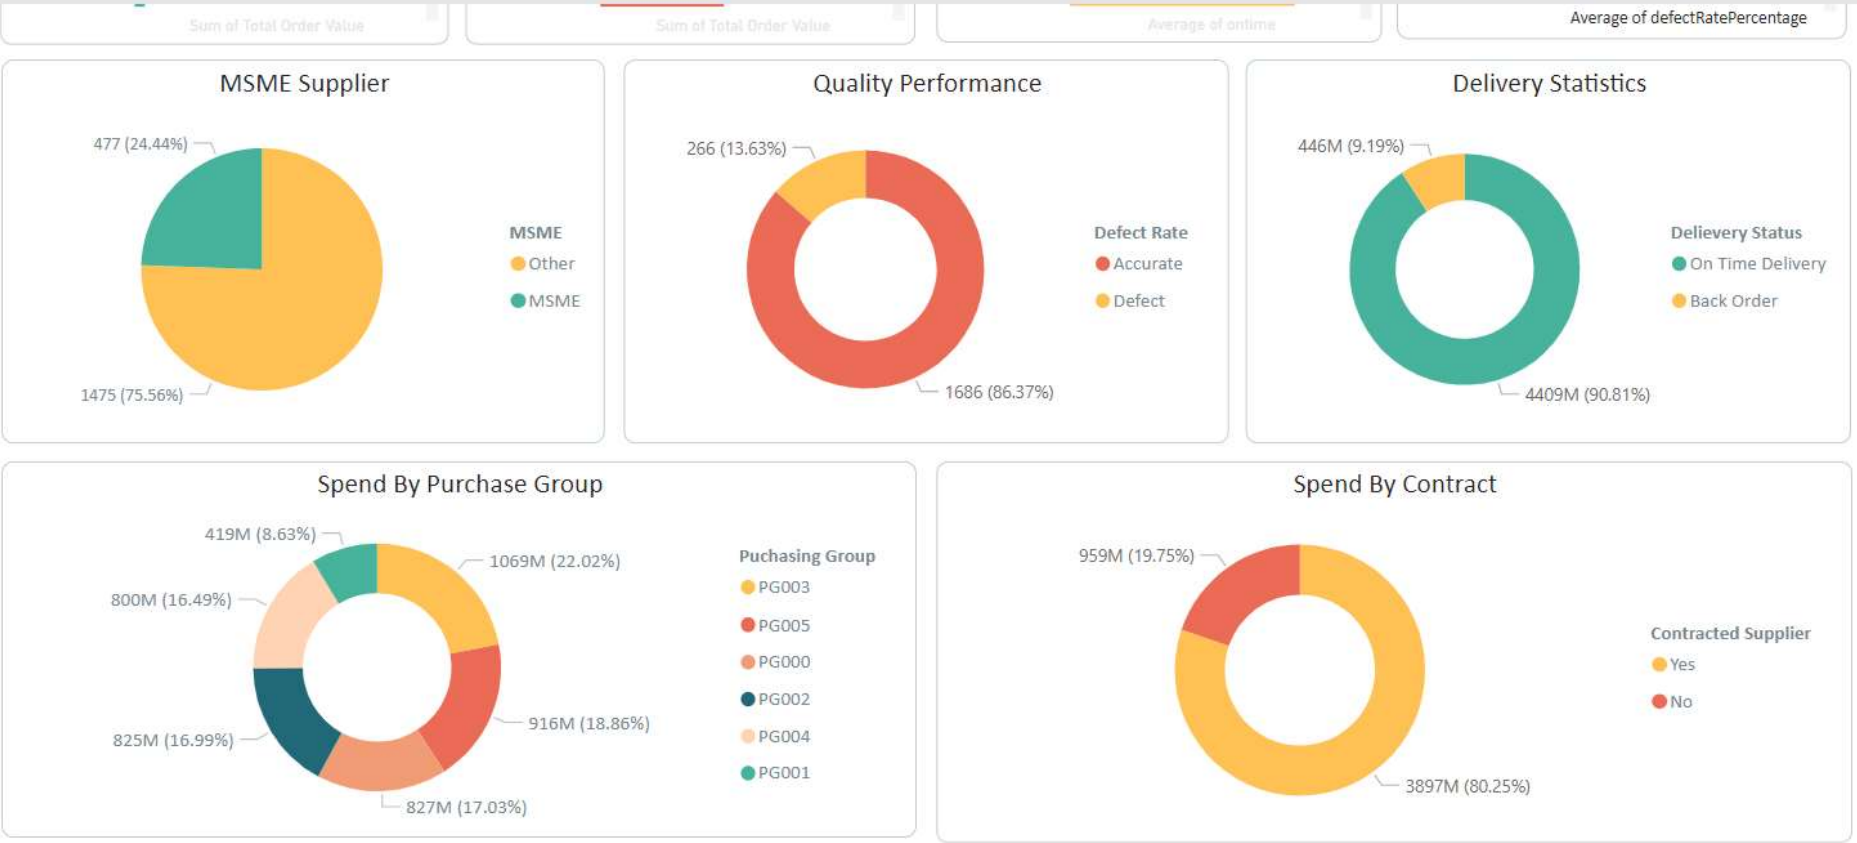 Sum of Total Order Value
Sum of Total Order Value
Average of ontime
Average of defectRatePercentage
MSME Supplier
477 (24.44%)
1475 (75.56%)
MSME
Other
MSME
Quality Performance
266 (13.63%)
1686 (86.37%)
Defect Rate
Accurate
Defect
Delivery Statistics
446M (9.19%)
4409M (90.81%)
Delievery Status
On Time Delivery
Back Order
Spend By Purchase Group
419M (8.63%)
1069M (22.02%)
800M (16.49%)
825M (16.99%)
916M (18.86%)
827M (17.03%)
Puchasing Group
PG003
PG005
PG000
PG002
PG004
PG001
Spend By Contract
959M (19.75%)
3897M (80.25%)
Contracted Supplier
Yes
No